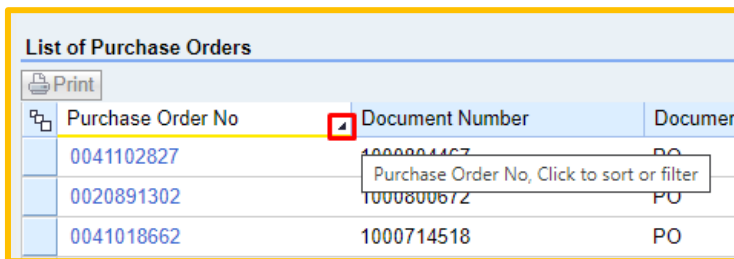 List of Purchase Orders
Print
Purchase Order No Document Number
0041102827
Purchase Order No, Click to sort or filter
0020891302 1000800672 PO
0041018662 1000714518 PO